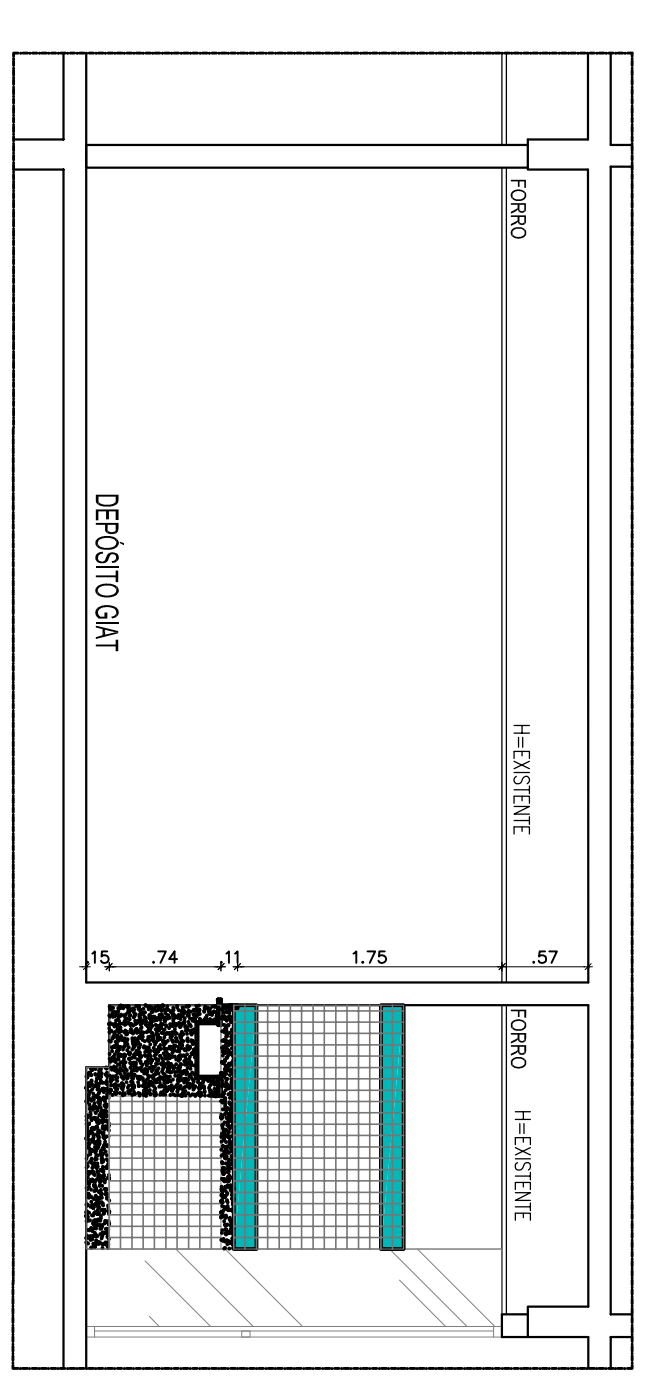 FORRO
H=EXISTENTE
DEPÓSITO GIAT
.15
.74
.11
1.75
.57
FORRO
H=EXISTENTE